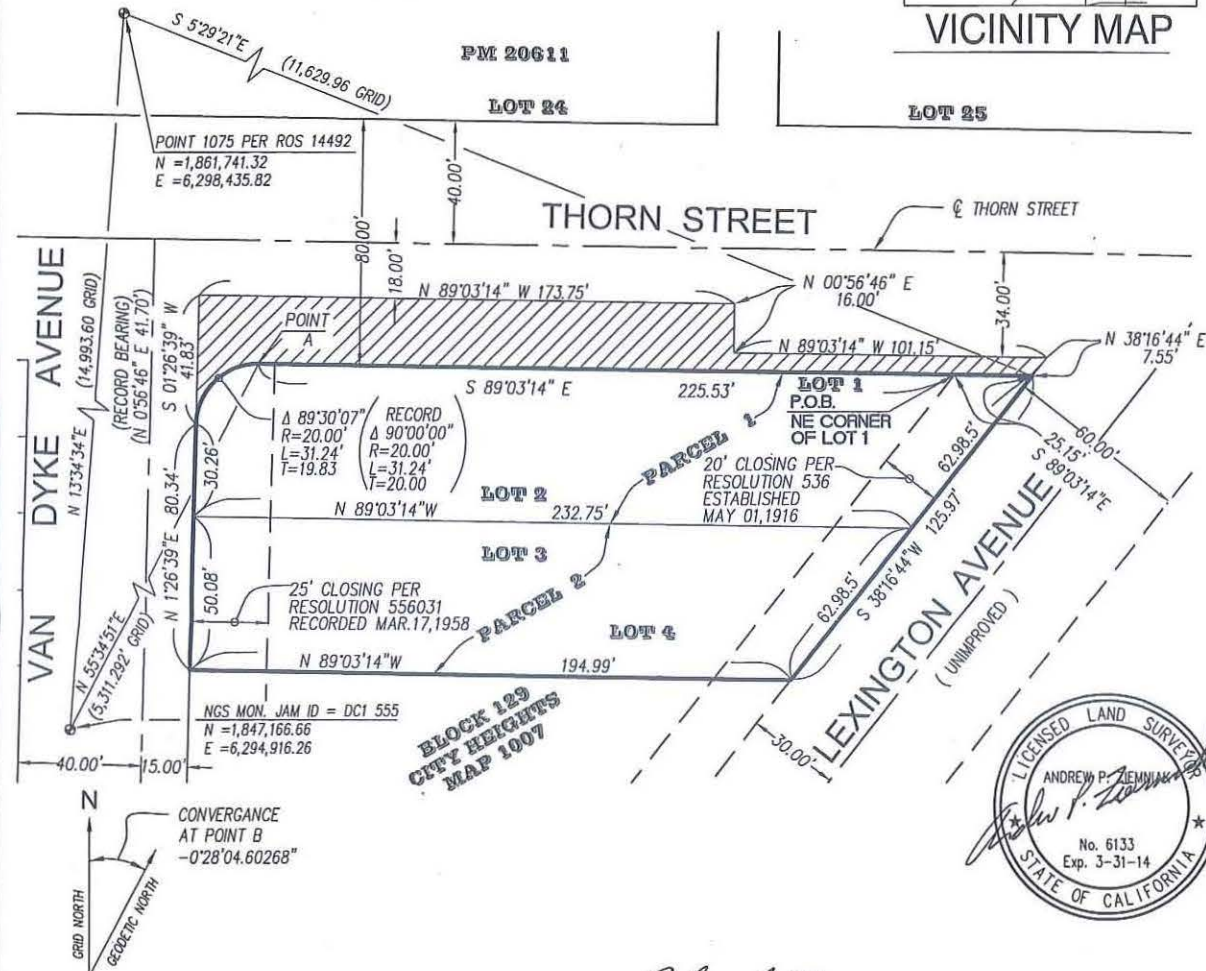 VICINITY MAP
S 5°29'21"E
(11,629.96 GRID)
PM 20611
LOT 24
LOT 25
POINT 1075 PER ROS 14492
N =1,861,741.32
E =6,298,435.82
40.00'
80.00'
18.00'
THORN STREET
℄ THORN STREET
34.00'
VAN DYKE AVENUE
N 13°34'34"E (14,993.60 GRID)
(RECORD BEARING)
(N 0°56'46" E 41.70')
S 01°26'39" W
41.83'
N 89°03'14" W 173.75'
N 00°56'46" E
16.00'
POINT
A
N 89°03'14" W 101.15'
N 38°16'44" E
7.55'
S 89°03'14" E
225.53'
LOT 1
P.O.B.
NE CORNER
OF LOT 1
Δ 89°30'07"
R=20.00'
L=31.24'
T=19.83
RECORD
Δ 90°00'00"
R=20.00'
L=31.24'
T=20.00
30.26'
PARCEL 1
20' CLOSING PER
RESOLUTION 536
ESTABLISHED
MAY 01,1916
62.98.5'
25.15'
S 89°03'14"E
60.00'
LOT 2
N 89°03'14"W
232.75'
LOT 3
N 1°26'39"E 80.34'
50.08'
25' CLOSING PER
RESOLUTION 556031
RECORDED MAR.17,1958
PARCEL 2
LOT 4
62.98.5'
S 38°16'44"W 125.97'
LEXINGTON AVENUE
( UNIMPROVED )
N 55°34'51"E
(5,311.292' GRID)
N 89°03'14"W
194.99'
NGS MON. JAM ID = DC1 555
N =1,847,166.66
E =6,294,916.26
BLOCK 129
CITY HEIGHTS
MAP 1007
30.00'
40.00'
15.00'
N
CONVERGANCE
AT POINT B
-0°28'04.60268"
GRID NORTH
GEODETIC NORTH
LICENSED LAND SURVEYOR
ANDREW P. ZIEMNIAK
No. 6133
Exp. 3-31-14
STATE OF CALIFORNIA